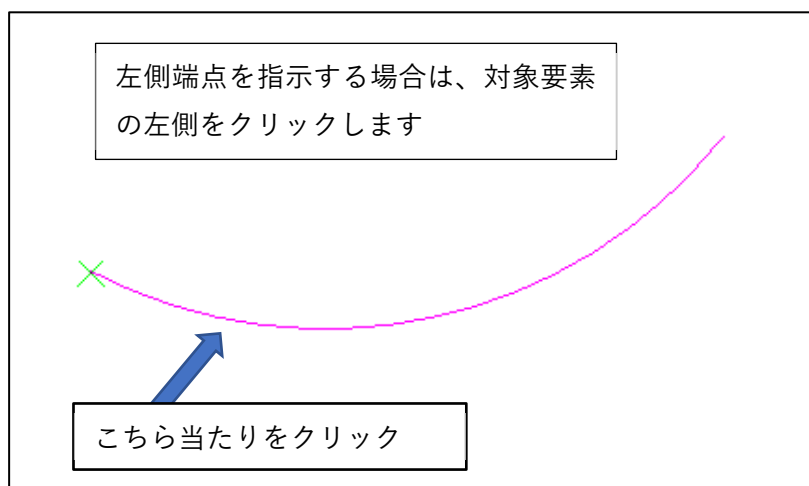 左側端点を指示する場合は、対象要素
の左側をクリックします
こちら当たりをクリック